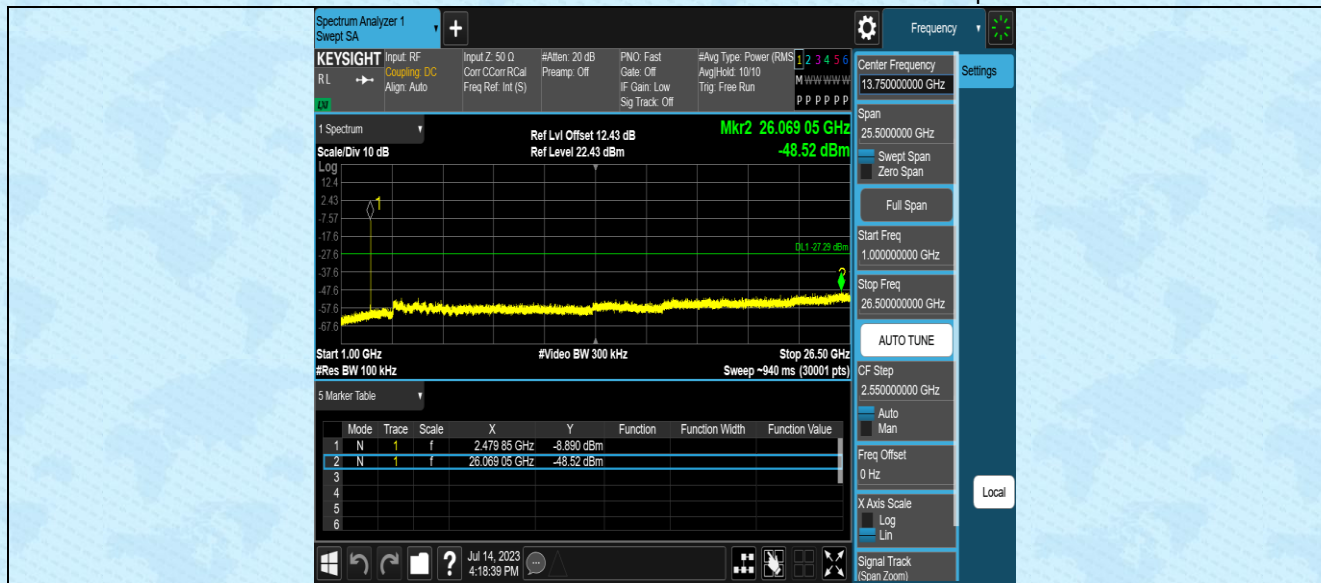 Spectrum Analyzer 1
Swept SA
+
Frequency
KEYSIGHT
RL
LXI
Input: RF
Coupling: DC
Align: Auto
Input Z: 50 Ω
Corr CCorr RCal
Freq Ref: Int (S)
#Atten: 20 dB
Preamp: Off
PNO: Fast
Gate: Off
IF Gain: Low
Sig Track: Off
#Avg Type: Power (RMS
Avg|Hold: 10/10
Trig: Free Run
1 2 3 4 5 6
M W W W W W
P P P P P P
1 Spectrum
Scale/Div 10 dB
Ref Lvl Offset 12.43 dB
Ref Level 22.43 dBm
Mkr2 26.069 05 GHz
-48.52 dBm
Log
12.4
2.43
-7.57
-17.6
-27.6
-37.6
-47.6
-57.6
-67.6
1
DL1 -27.29 dBm
2
Start 1.00 GHz
#Video BW 300 kHz
Stop 26.50 GHz
#Res BW 100 kHz
Sweep ~940 ms (30001 pts)
5 Marker Table
Mode Trace Scale X Y Function Function Width Function Value
1 N 1 f 2.479 85 GHz -8.890 dBm
2 N 1 f 26.069 05 GHz -48.52 dBm
3
4
5
6
?
Jul 14, 2023
4:18:39 PM
Center Frequency
13.750000000 GHz
Span
25.5000000 GHz
Swept Span
Zero Span
Full Span
Start Freq
1.000000000 GHz
Stop Freq
26.500000000 GHz
AUTO TUNE
CF Step
2.550000000 GHz
Auto
Man
Freq Offset
0 Hz
X Axis Scale
Log
Lin
Signal Track
(Span Zoom)
Settings
Local